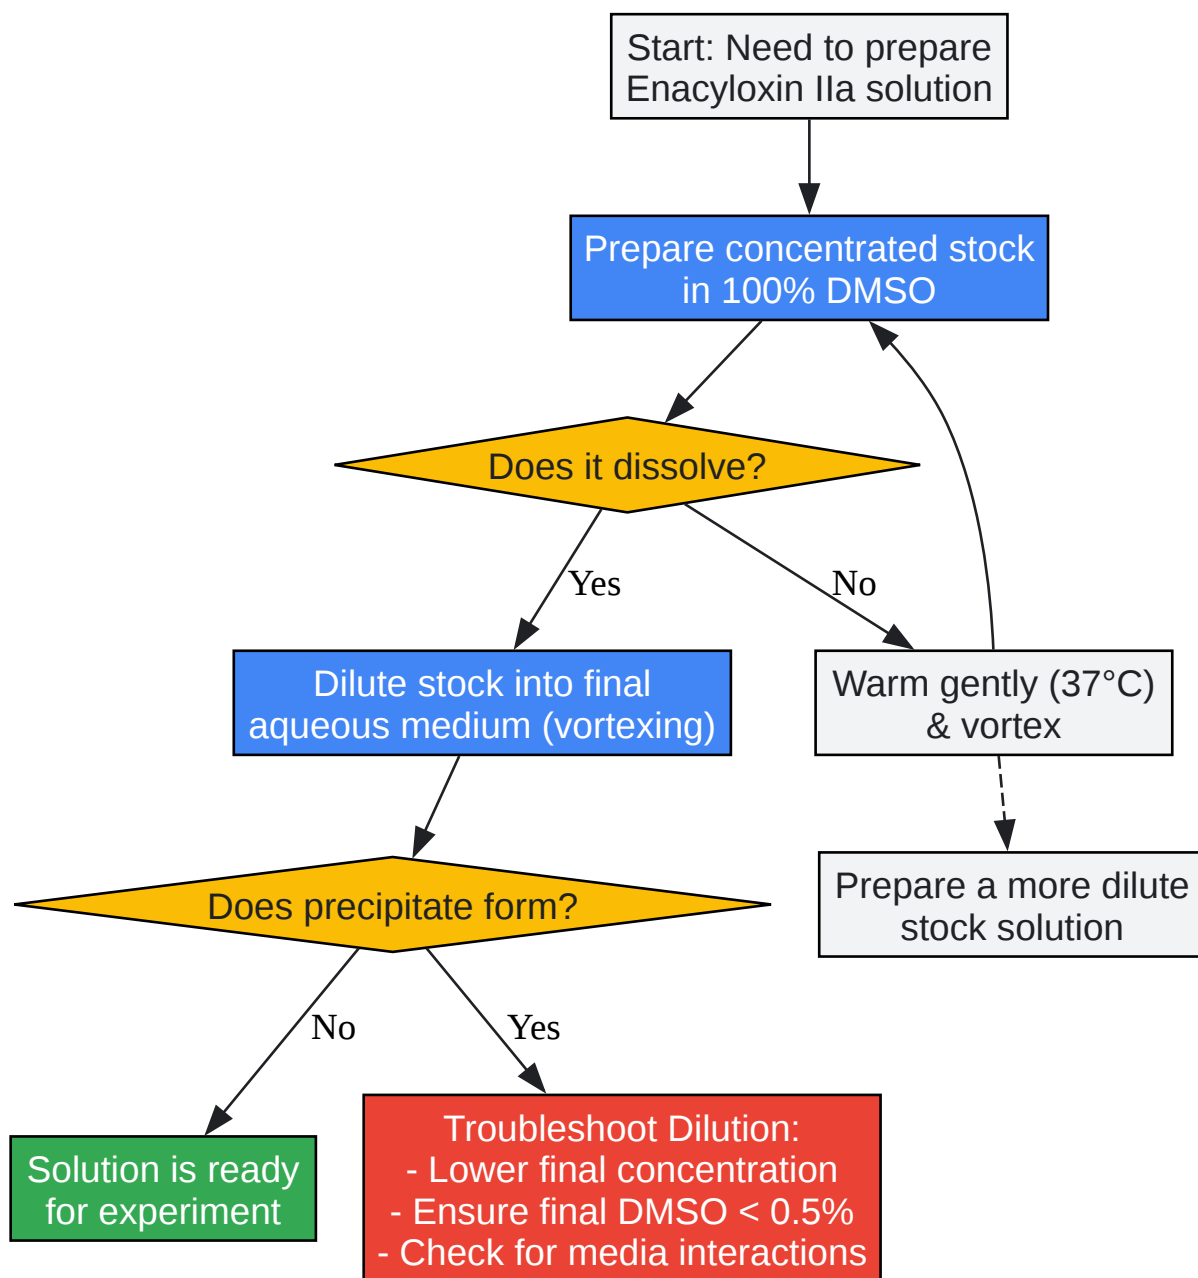 Start: Need to prepare
Enacyloxin IIa solution
Prepare concentrated stock
in 100% DMSO
Does it dissolve?
Yes
No
Dilute stock into final
aqueous medium (vortexing)
Warm gently (37°C)
& vortex
Does precipitate form?
Prepare a more dilute
stock solution
No
Yes
Solution is ready
for experiment
Troubleshoot Dilution:
- Lower final concentration
- Ensure final DMSO < 0.5%
- Check for media interactions